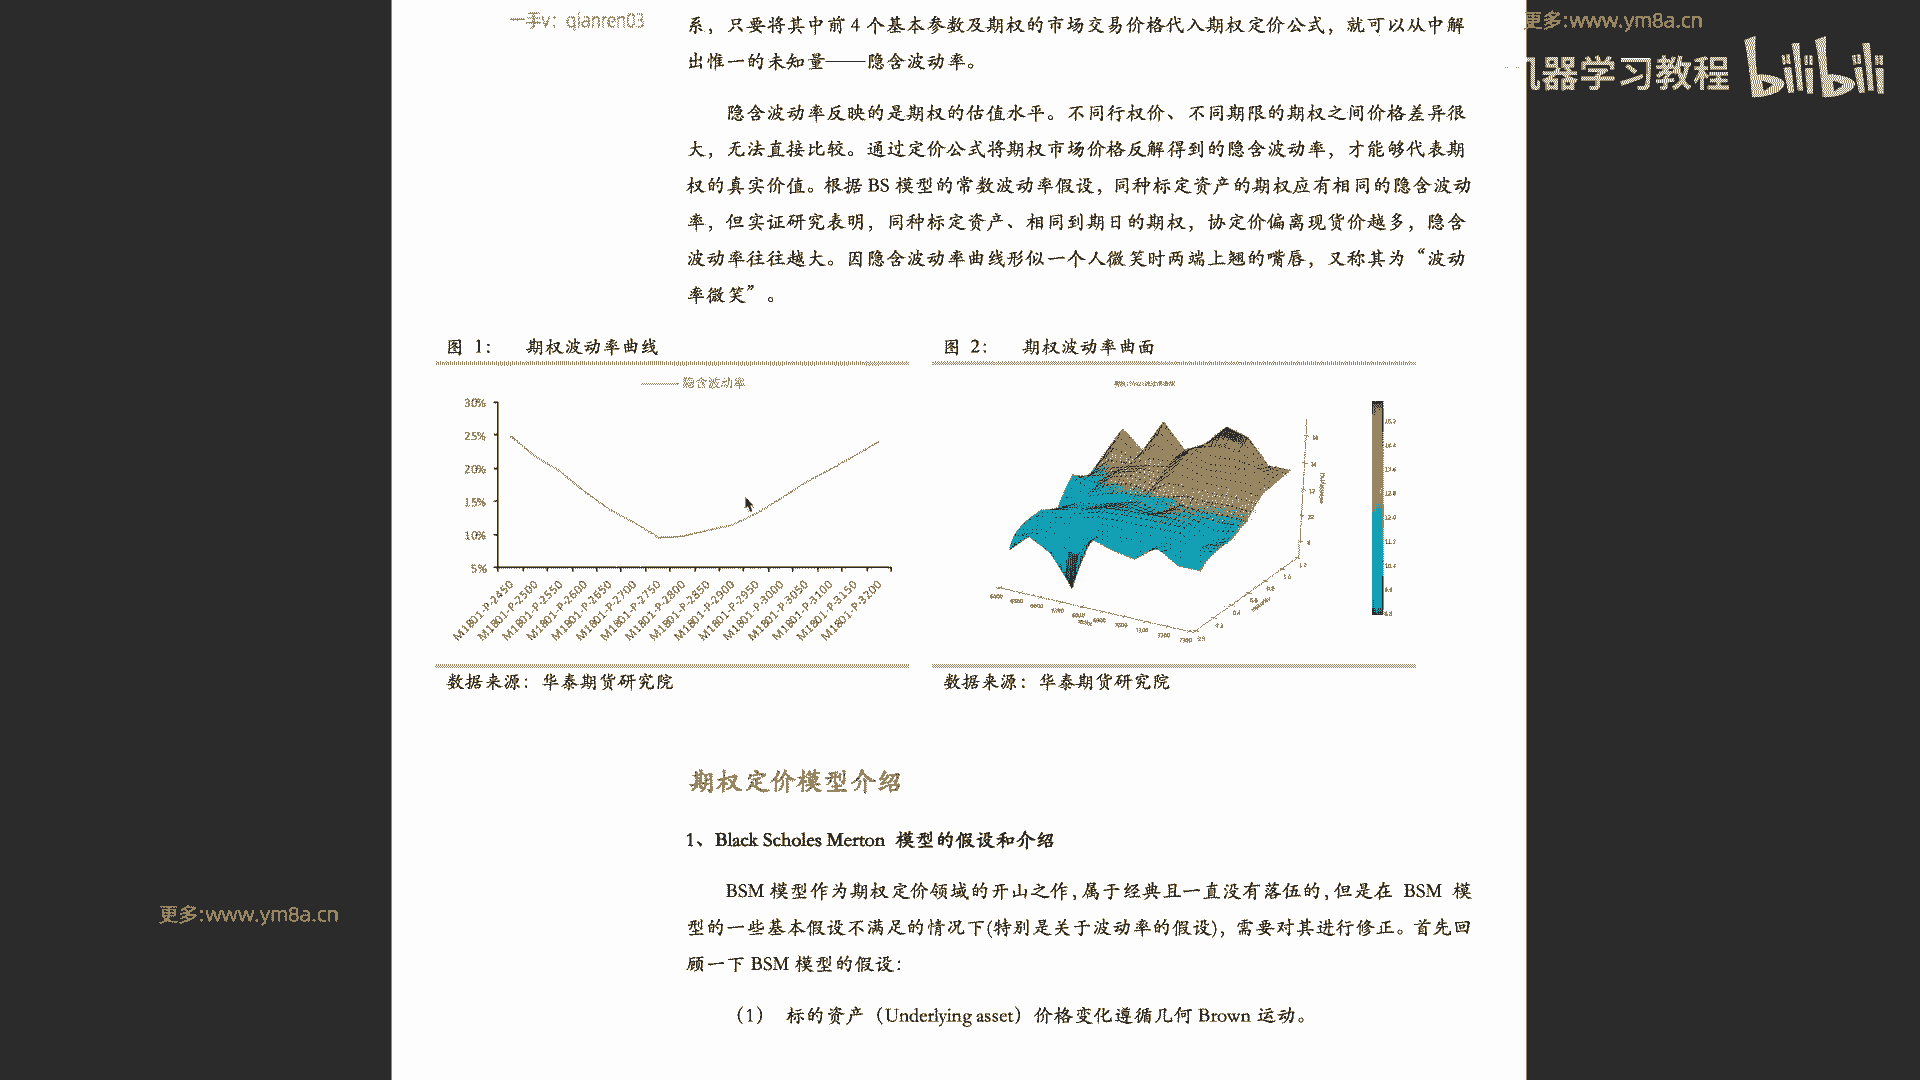 一手v：qianren03
更多:www.ym8a.cn
机器学习教程 bilibili
系，只要将其中前 4 个基本参数及期权的市场交易价格代入期权定价公式，就可以从中解
出惟一的未知量——隐含波动率。
隐含波动率反映的是期权的估值水平。不同行权价、不同期限的期权之间价格差异很
大，无法直接比较。通过定价公式将期权市场价格反解得到的隐含波动率，才能够代表期
权的真实价值。根据 BS 模型的常数波动率假设，同种标定资产的期权应有相同的隐含波动
率，但实证研究表明，同种标定资产、相同到期日的期权，协定价偏离现货价越多，隐含
波动率往往越大。因隐含波动率曲线形似一个人微笑时两端上翘的嘴唇，又称其为“波动
率微笑”。
图 1： 期权波动率曲线
隐含波动率
30%
25%
20%
15%
10%
5%
M1801-P-2450
M1801-P-2500
M1801-P-2550
M1801-P-2600
M1801-P-2650
M1801-P-2700
M1801-P-2750
M1801-P-2800
M1801-P-2850
M1801-P-2900
M1801-P-2950
M1801-P-3000
M1801-P-3050
M1801-P-3100
M1801-P-3150
M1801-P-3200
数据来源：华泰期货研究院
图 2： 期权波动率曲面
数据来源：华泰期货研究院
期权定价模型介绍
1、Black Scholes Merton 模型的假设和介绍
BSM 模型作为期权定价领域的开山之作，属于经典且一直没有落伍的，但是在 BSM 模
型的一些基本假设不满足的情况下(特别是关于波动率的假设)，需要对其进行修正。首先回
顾一下 BSM 模型的假设：
（1） 标的资产（Underlying asset）价格变化遵循几何 Brown 运动。
更多:www.ym8a.cn